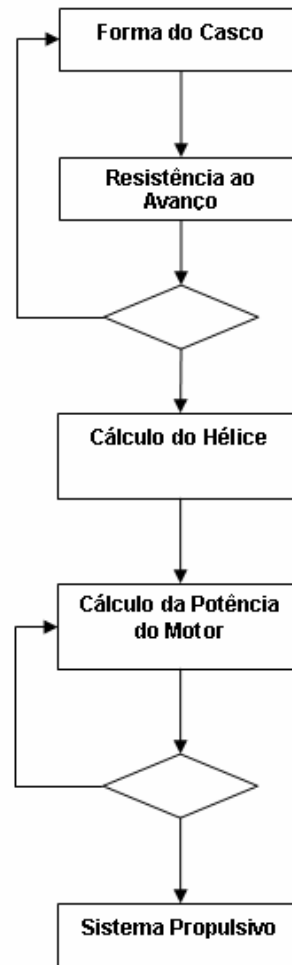 Forma do Casco
Resistência ao
Avanço
Cálculo do Hélice
Cálculo da Potência
do Motor
Sistema Propulsivo